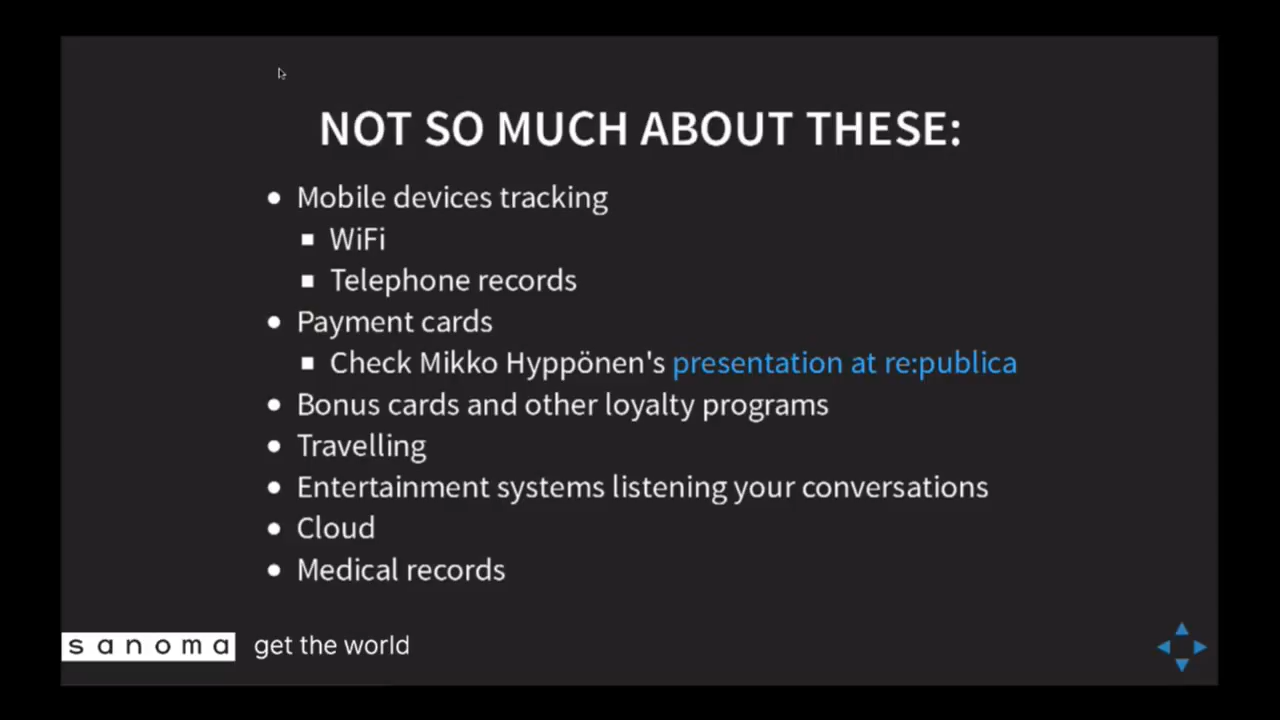 NOT SO MUCH ABOUT THESE:
Mobile devices tracking
WiFi
Telephone records
Payment cards
Check Mikko Hyppönen's presentation at re:publica
Bonus cards and other loyalty programs
Travelling
Entertainment systems listening your conversations
Cloud
Medical records
sanoma get the world